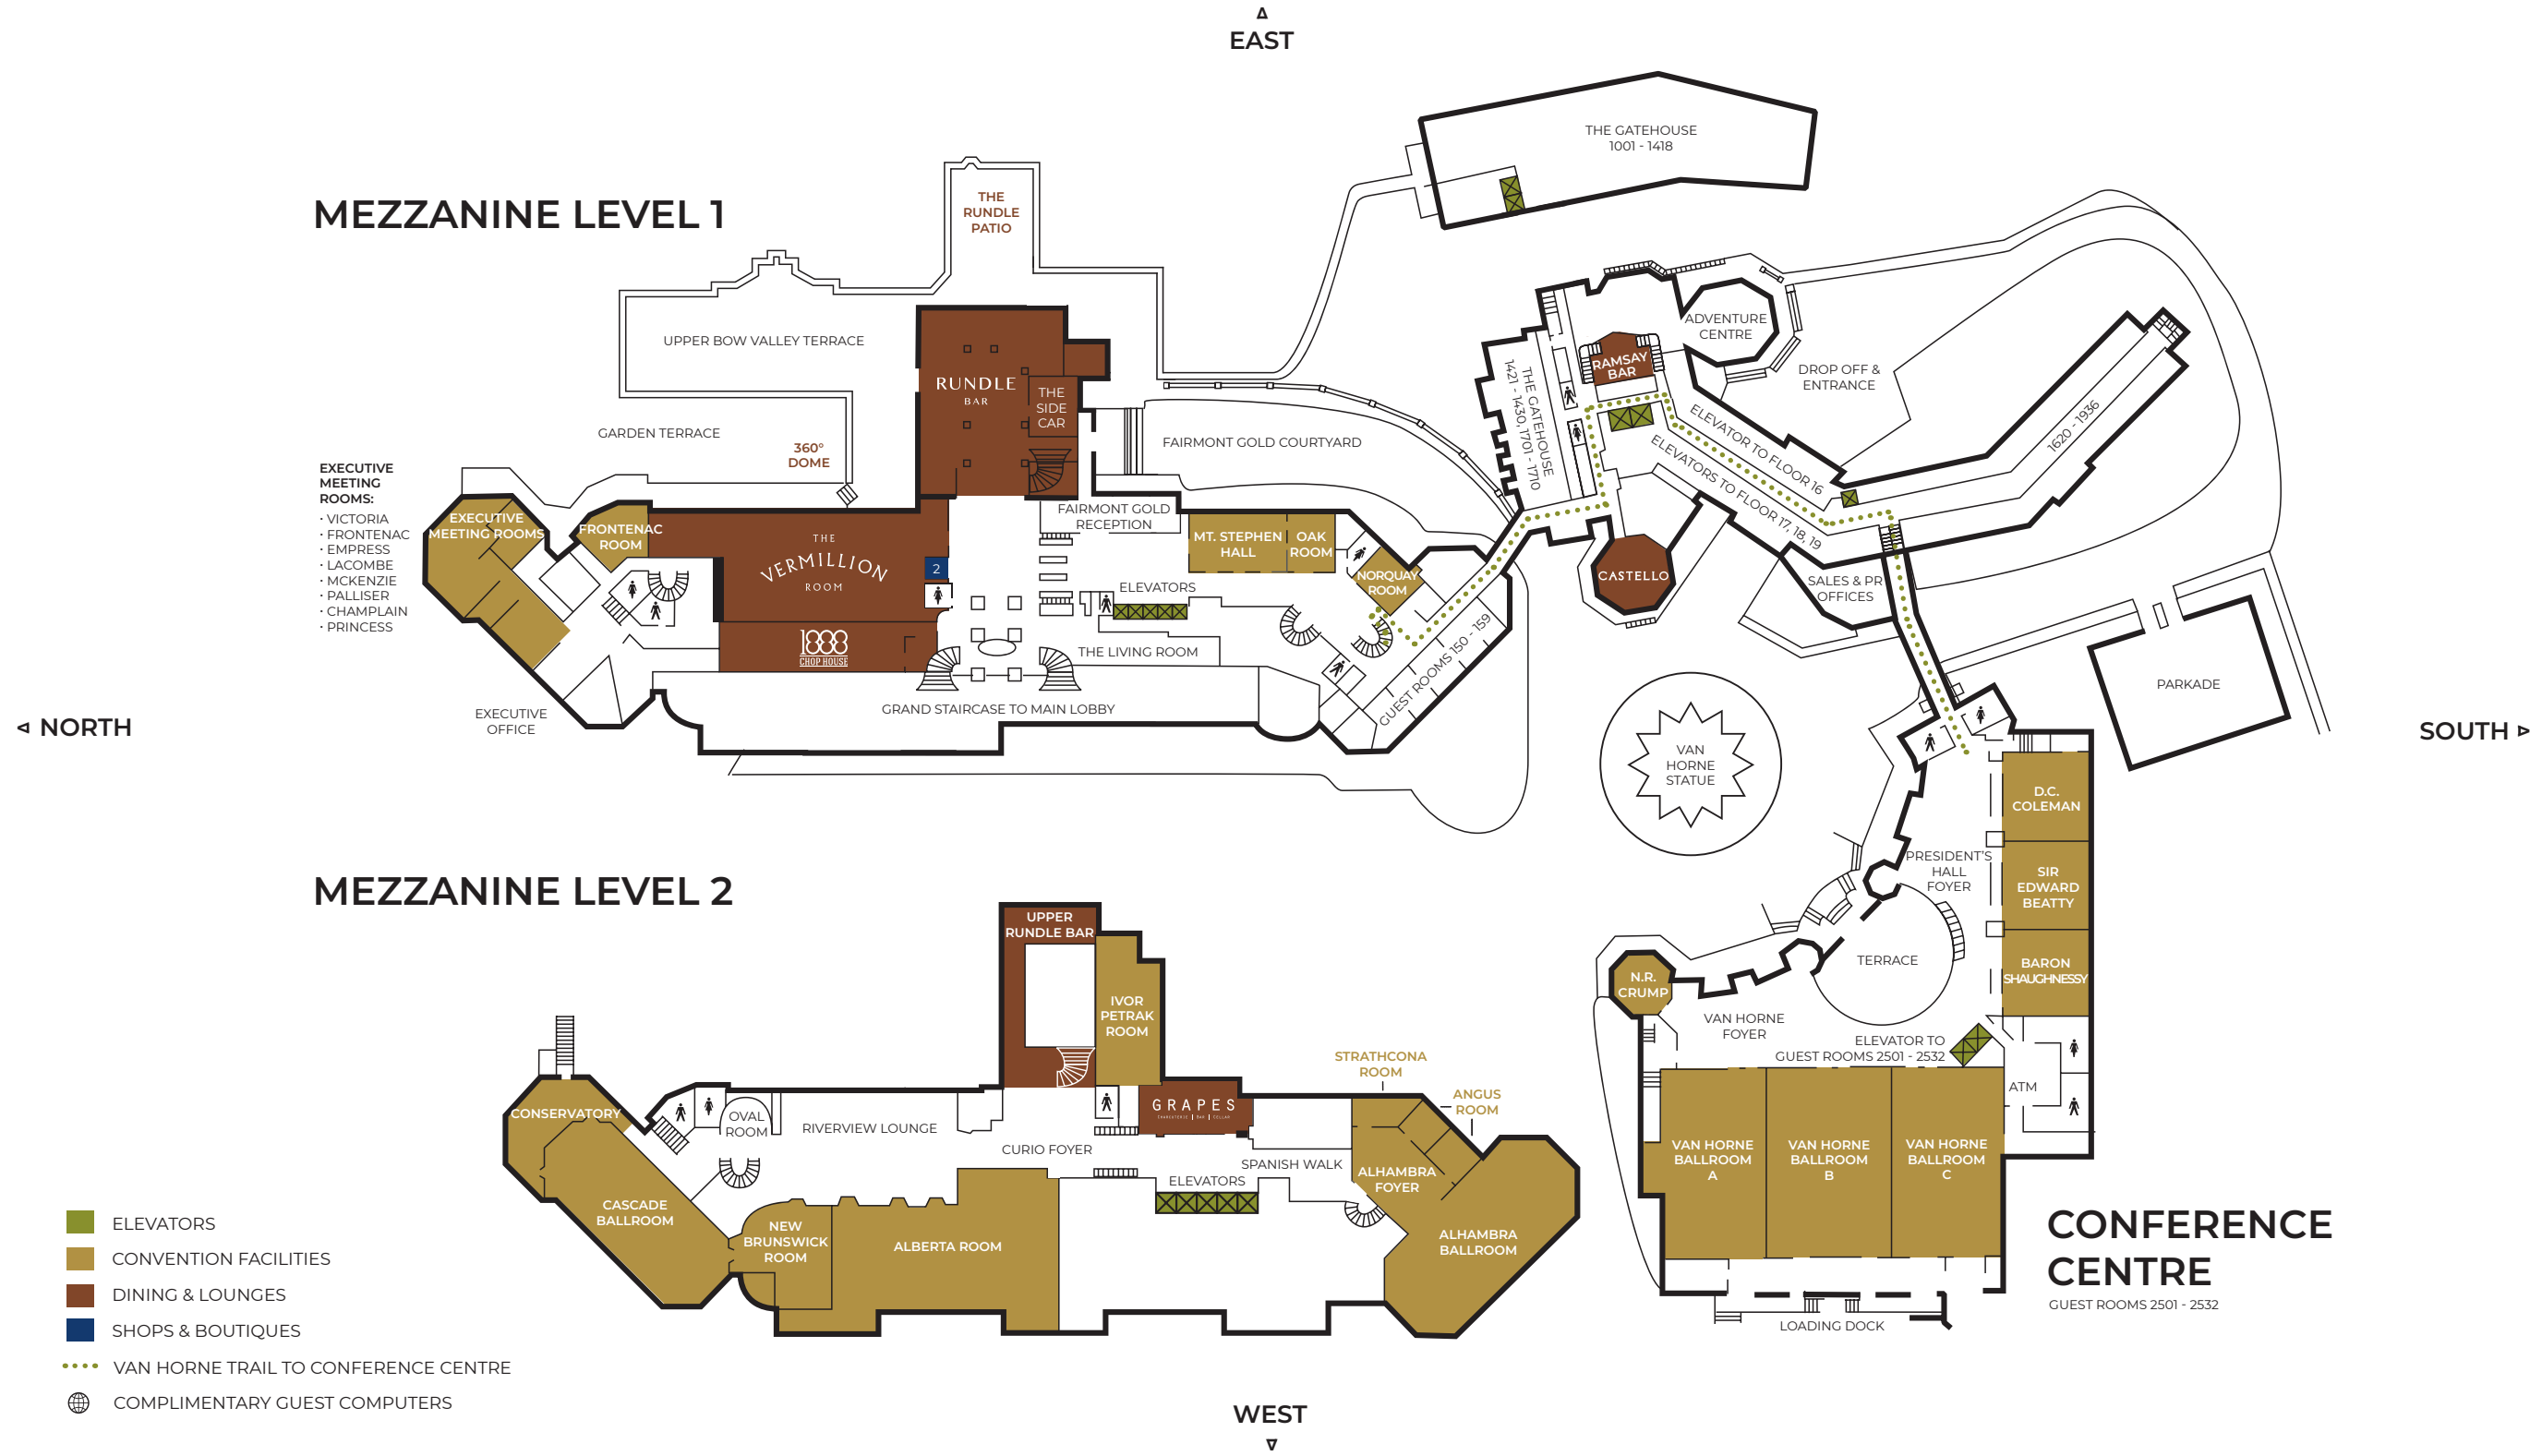 EAST
THE GATEHOUSE
1001 - 1418
MEZZANINE LEVEL 1
THE
RUNDLE
PATIO
UPPER BOW VALLEY TERRACE
GARDEN TERRACE
360°
DOME
RUNDLE
BAR
THE
SIDE
CAR
FAIRMONT GOLD COURTYARD
FAIRMONT GOLD
RECEPTION
THE GATEHOUSE
1421 - 1430, 1701 - 1710
RAMSAY
BAR
ADVENTURE
CENTRE
DROP OFF &
ENTRANCE
ELEVATOR TO FLOOR 16
ELEVATORS TO FLOOR 17, 18, 19
1620 - 1936
EXECUTIVE
MEETING
ROOMS:
· VICTORIA
· FRONTENAC
· EMPRESS
· LACOMBE
· MCKENZIE
· PALLISER
· CHAMPLAIN
· PRINCESS
EXECUTIVE
MEETING ROOMS
FRONTENAC
ROOM
THE
VERMILLION
ROOM
2
1888
CHOP HOUSE
MT. STEPHEN
HALL
OAK
ROOM
NORQUAY
ROOM
ELEVATORS
THE LIVING ROOM
GUEST ROOMS 150 - 159
GRAND STAIRCASE TO MAIN LOBBY
EXECUTIVE
OFFICE
CASTELLO
SALES & PR
OFFICES
PARKADE
NORTH
SOUTH
VAN
HORNE
STATUE
D.C.
COLEMAN
PRESIDENT'S
HALL
FOYER
SIR
EDWARD
BEATTY
BARON
SHAUGHNESSY
TERRACE
N.R.
CRUMP
VAN HORNE
FOYER
ELEVATOR TO
GUEST ROOMS 2501 - 2532
ATM
VAN HORNE
BALLROOM
A
VAN HORNE
BALLROOM
B
VAN HORNE
BALLROOM
C
CONFERENCE
CENTRE
GUEST ROOMS 2501 - 2532
LOADING DOCK
MEZZANINE LEVEL 2
UPPER
RUNDLE BAR
IVOR
PETRAK
ROOM
STRATHCONA
ROOM
ANGUS
ROOM
GRAPES
CHARCUTERIE | BAR | CELLAR
CONSERVATORY
OVAL
ROOM
RIVERVIEW LOUNGE
CURIO FOYER
SPANISH WALK
ELEVATORS
ALHAMBRA
FOYER
CASCADE
BALLROOM
NEW
BRUNSWICK
ROOM
ALBERTA ROOM
ALHAMBRA
BALLROOM
ELEVATORS
CONVENTION FACILITIES
DINING & LOUNGES
SHOPS & BOUTIQUES
VAN HORNE TRAIL TO CONFERENCE CENTRE
COMPLIMENTARY GUEST COMPUTERS
WEST